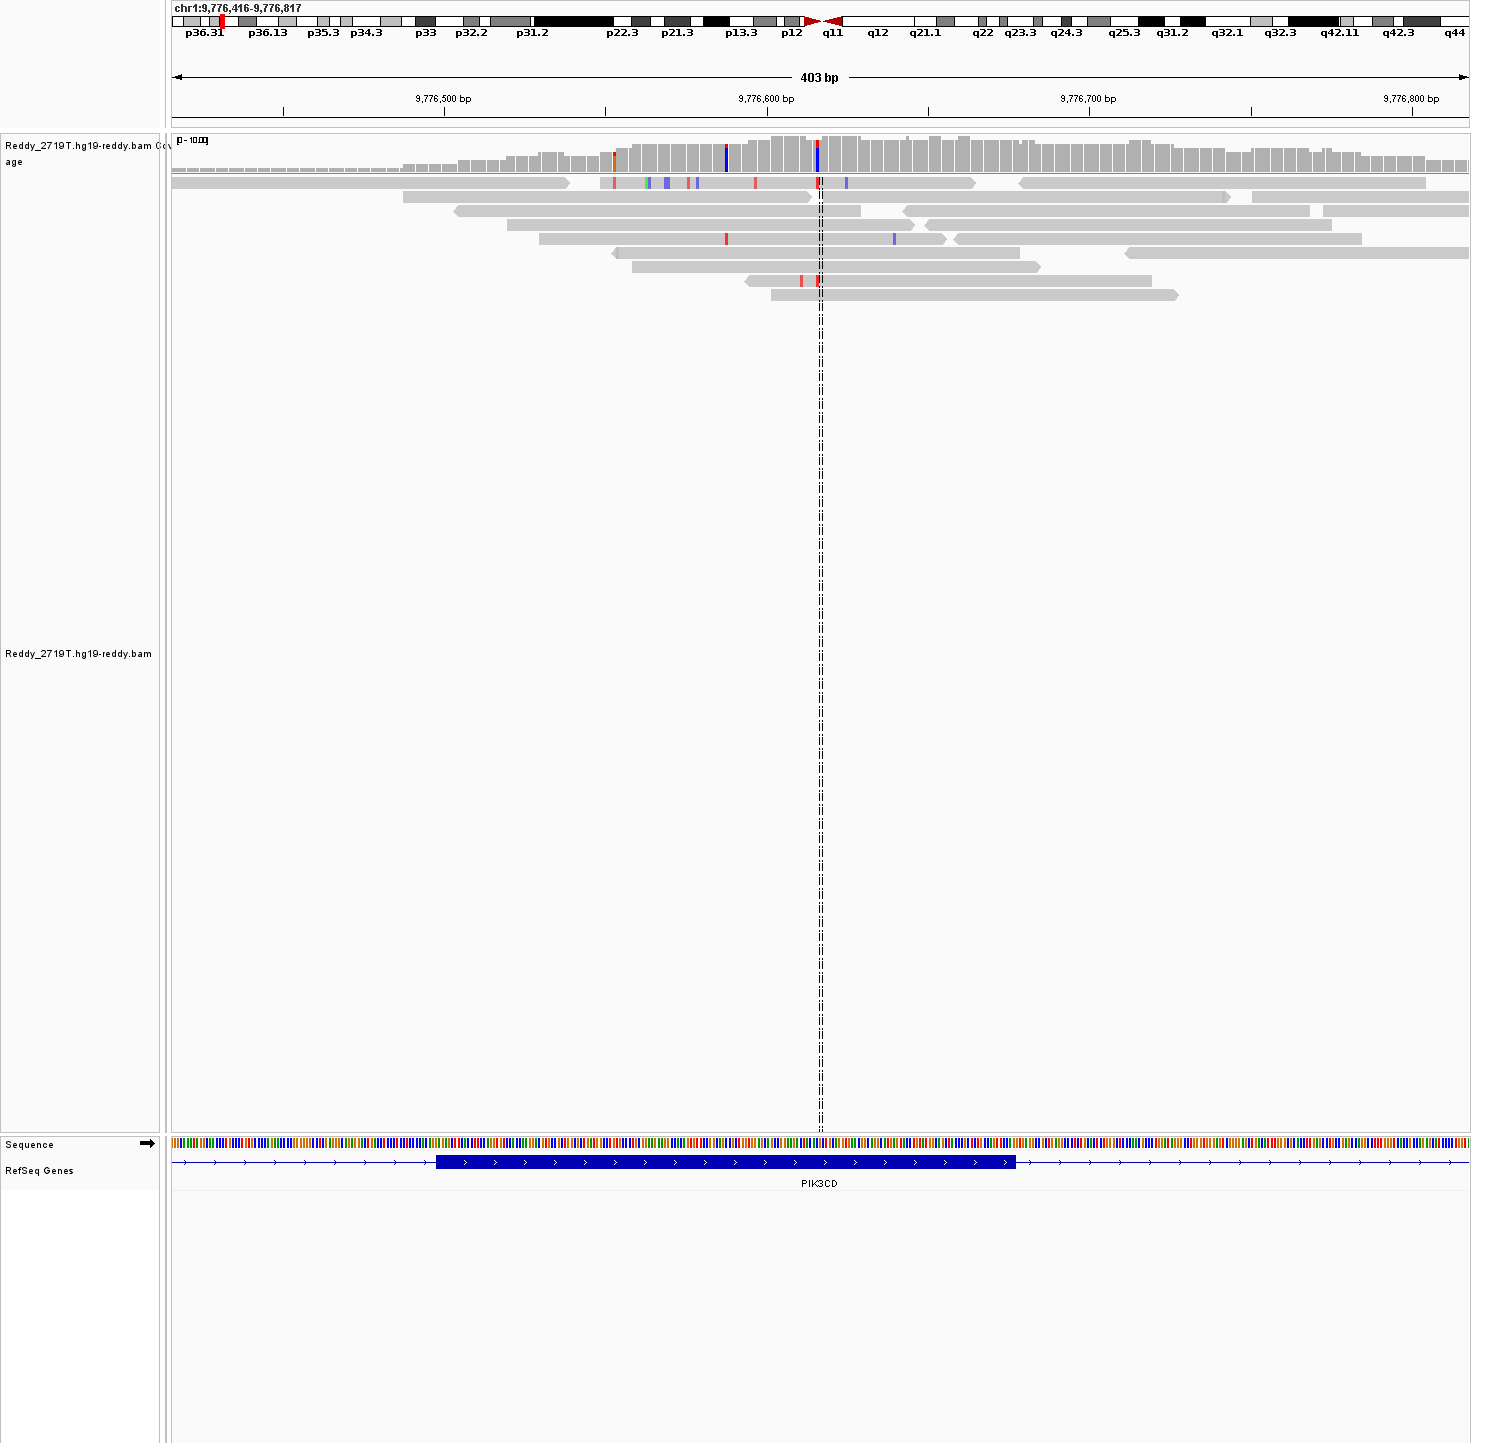 chr1:9,776,416-9,776,817
p36.31 p36.13 p35.3 p34.3 p33 p32.2 p31.2 p22.3 p21.3 p13.3 p12 q11 q12 q21.1 q22 q23.3 q24.3 q25.3 q31.2 q32.1 q32.3 q42.11 q42.3 q44
403 bp
9,776,500 bp 9,776,600 bp 9,776,700 bp 9,776,800 bp
Reddy_2719T.hg19-reddy.bam Cov
age
[0 - 10.00]
Reddy_2719T.hg19-reddy.bam
Sequence
RefSeq Genes
PIK3CD